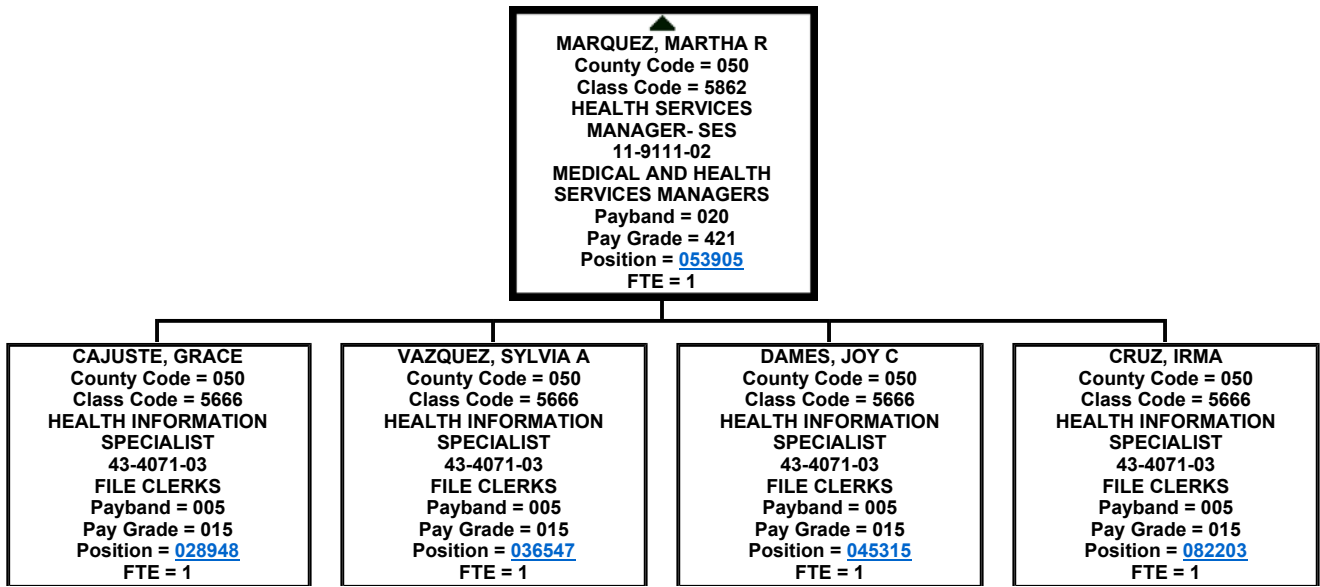 MARQUEZ, MARTHA R
County Code = 050
Class Code = 5862
HEALTH SERVICES
MANAGER- SES
11-9111-02
MEDICAL AND HEALTH
SERVICES MANAGERS
Payband = 020
Pay Grade = 421
Position = 053905
FTE = 1
CAJUSTE, GRACE
County Code = 050
Class Code = 5666
HEALTH INFORMATION
SPECIALIST
43-4071-03
FILE CLERKS
Payband = 005
Pay Grade = 015
Position = 028948
FTE = 1
VAZQUEZ, SYLVIA A
County Code = 050
Class Code = 5666
HEALTH INFORMATION
SPECIALIST
43-4071-03
FILE CLERKS
Payband = 005
Pay Grade = 015
Position = 036547
FTE = 1
DAMES, JOY C
County Code = 050
Class Code = 5666
HEALTH INFORMATION
SPECIALIST
43-4071-03
FILE CLERKS
Payband = 005
Pay Grade = 015
Position = 045315
FTE = 1
CRUZ, IRMA
County Code = 050
Class Code = 5666
HEALTH INFORMATION
SPECIALIST
43-4071-03
FILE CLERKS
Payband = 005
Pay Grade = 015
Position = 082203
FTE = 1